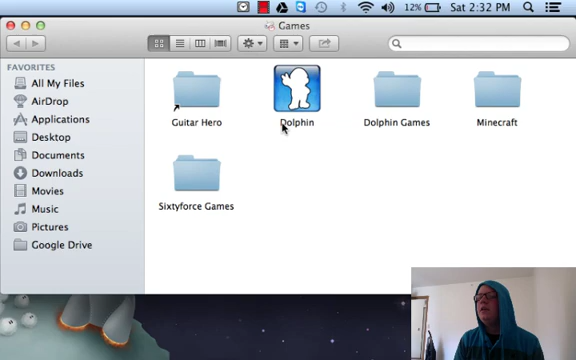 12% Sat 2:32 PM
Games
FAVORITES
All My Files
AirDrop
Applications
Desktop
Documents
Downloads
Movies
Music
Pictures
Google Drive
Guitar Hero
Dolphin
Dolphin Games
Minecraft
Sixtyforce Games